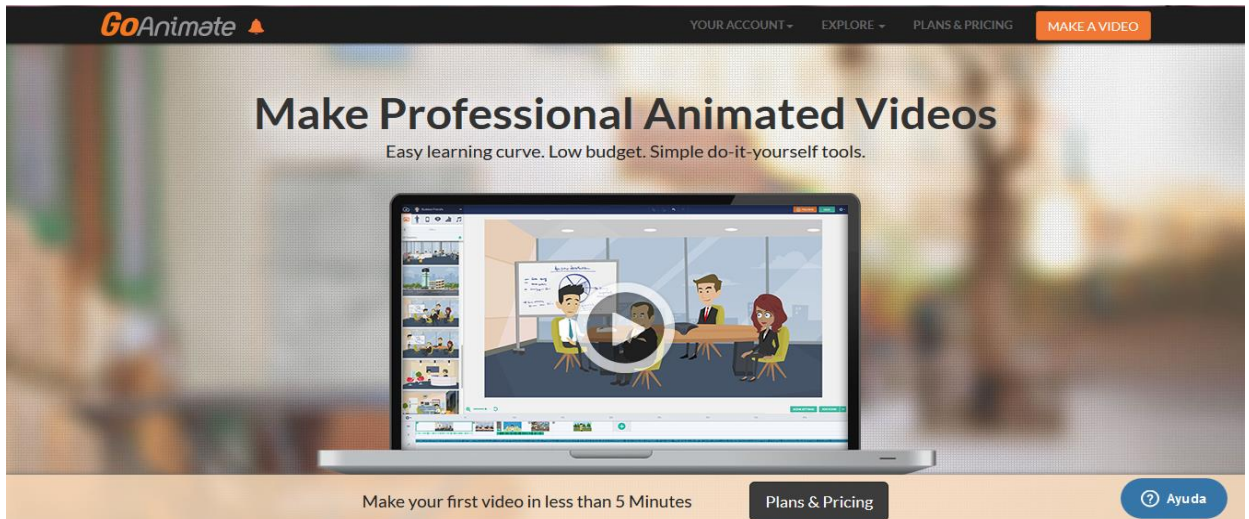 GoAnimate
YOUR ACCOUNT EXPLORE PLANS & PRICING MAKE A VIDEO
Make Professional Animated Videos
Easy learning curve. Low budget. Simple do-it-yourself tools.
Make your first video in less than 5 Minutes
Plans & Pricing
Ayuda